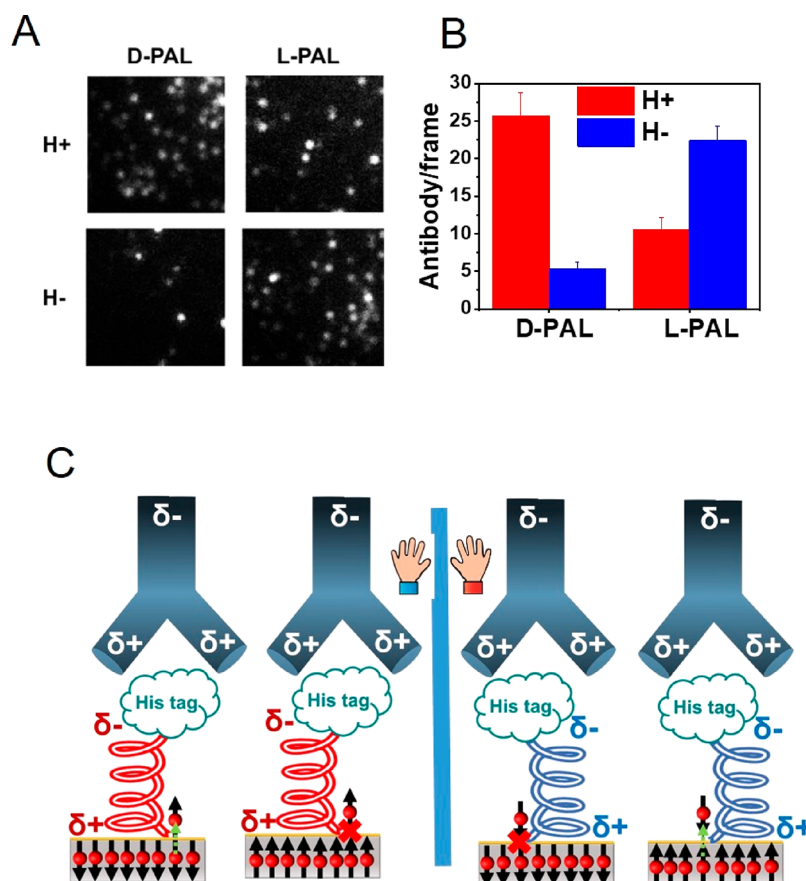 A
D-PAL L-PAL
H+
H-
B
Antibody/frame
30
25
20
15
10
5
0
H+
H-
D-PAL L-PAL
C
δ- δ- δ- δ-
δ+ δ+ δ+ δ+ δ+ δ+ δ+ δ+
His tag His tag His tag His tag
δ- δ- δ- δ-
δ+ δ+ δ+ δ+